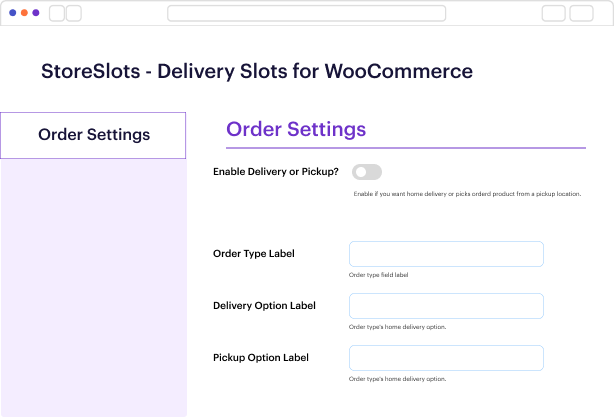 StoreSlots - Delivery Slots for WooCommerce
Order Settings
Order Settings
Enable Delivery or Pickup?
Enable if you want home delivery or picks orderd product from a pickup location.
Order Type Label
Order type field label
Delivery Option Label
Order type's home delivery option.
Pickup Option Label
Order type's home delivery option.